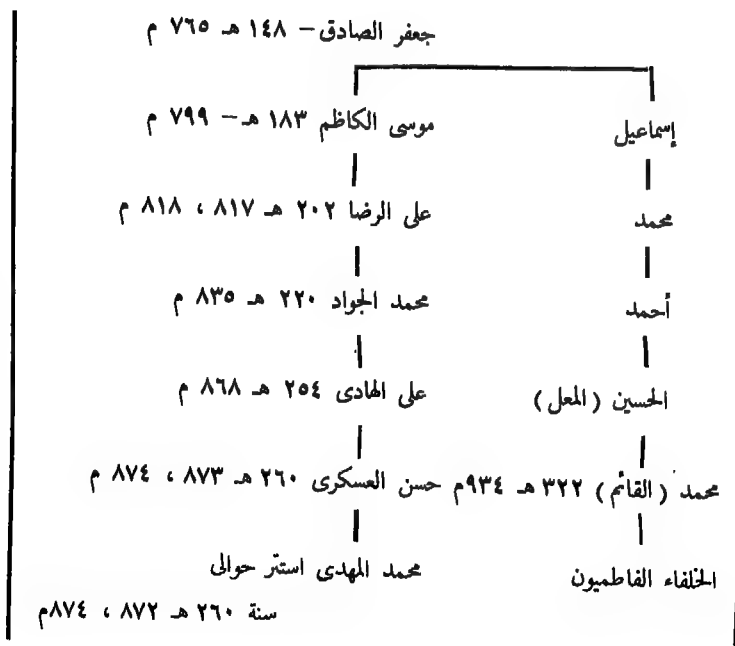 جعفر الصادق – ١٤٨ هـ ٧٦٥ م
إسماعيل
موسى الكاظم ١٨٣ هـ – ٧٩٩ م
محمد
على الرضا ٢٠٢ هـ ٨١٧ ، ٨١٨ م
أحمد
محمد الجواد ٢٢٠ هـ ٨٣٥ م
الحسين (المعل)
على الهادى ٢٥٤ هـ ٨٦٨ م
محمد (القائم) ٣٢٢ هـ ٩٣٤م
حسن العسكرى ٢٦٠ هـ ٨٧٣ ، ٨٧٤ م
الخلفاء الفاطميون
محمد المهدى استتر حوالى
سنة ٢٦٠ هـ ٨٧٢ ، ٨٧٤م